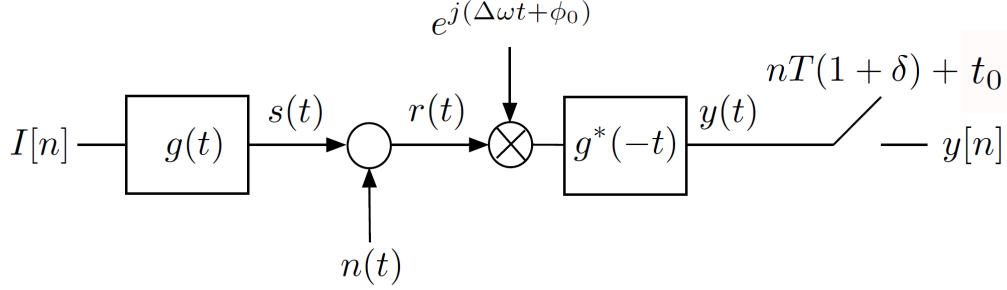 e^{j(Δωt+ϕ_0)}
nT(1 + δ) + t_0
s(t)
r(t)
y(t)
I[n]
g(t)
g^*(−t)
y[n]
n(t)